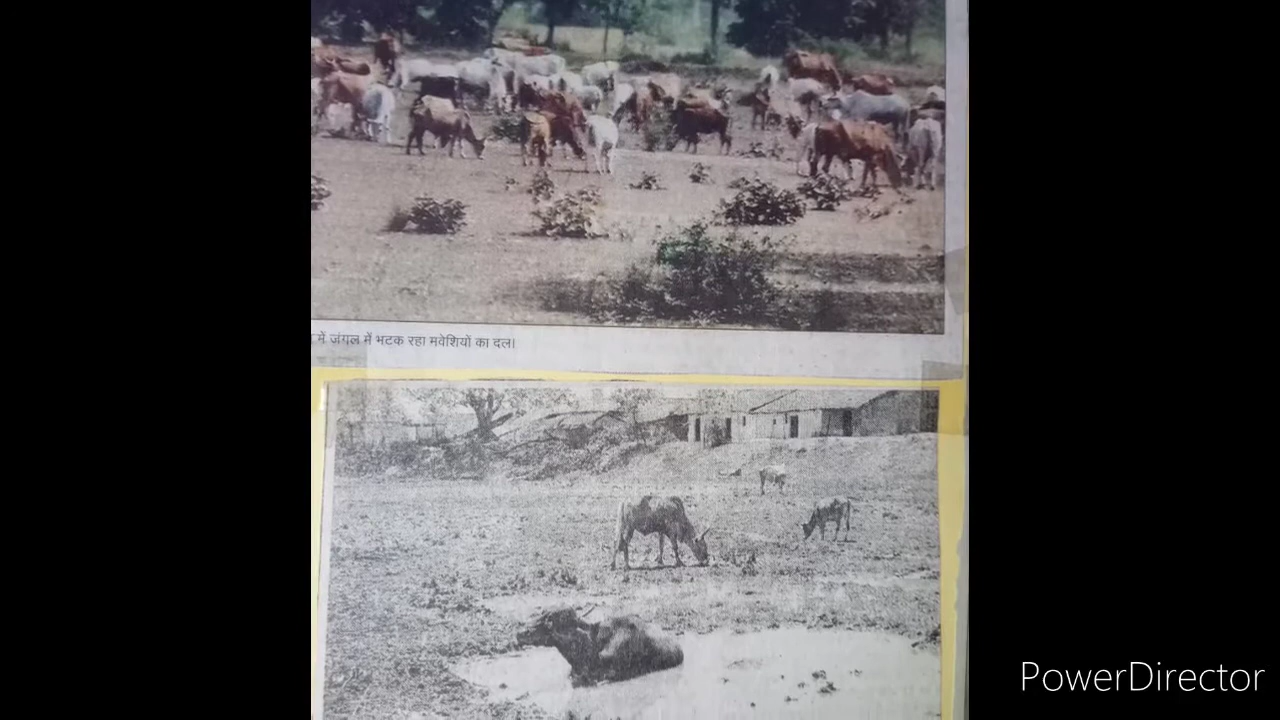 में जंगल में भटक रहा मवेशियों का दल।
PowerDirector